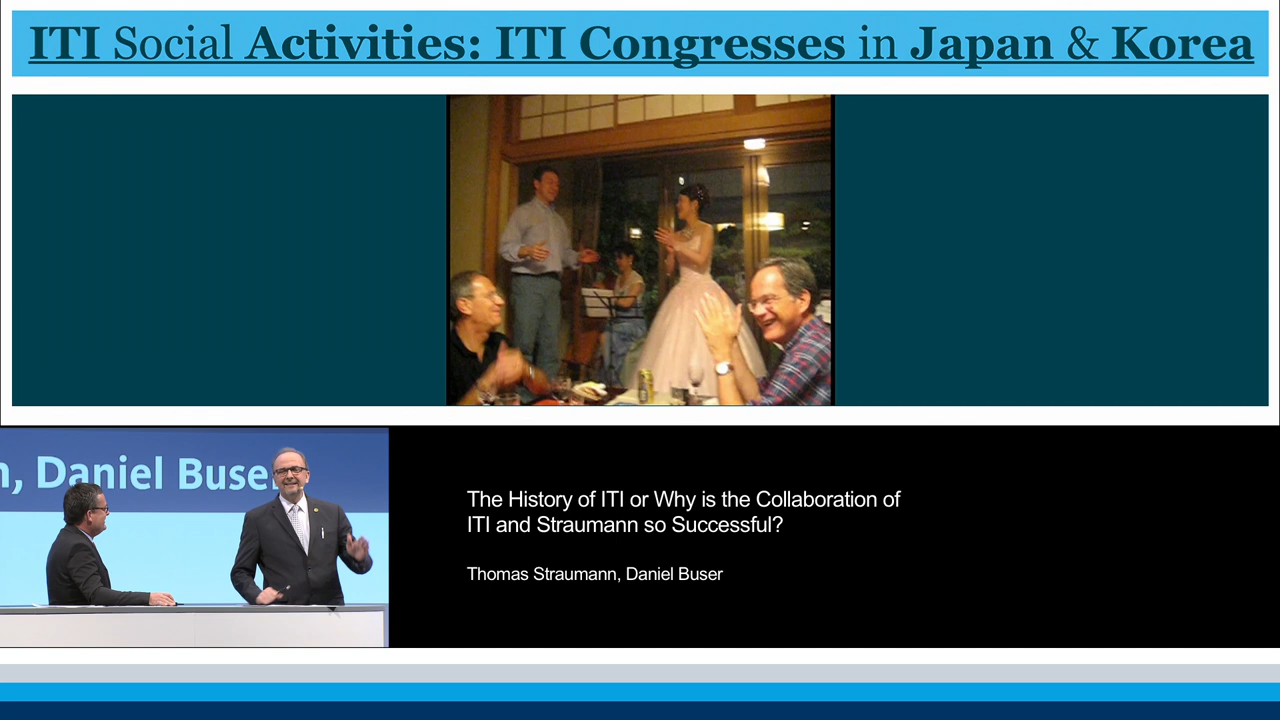 ITI Social Activities: ITI Congresses in Japan & Korea
n, Daniel Buser
The History of ITI or Why is the Collaboration of
ITI and Straumann so Successful?
Thomas Straumann, Daniel Buser